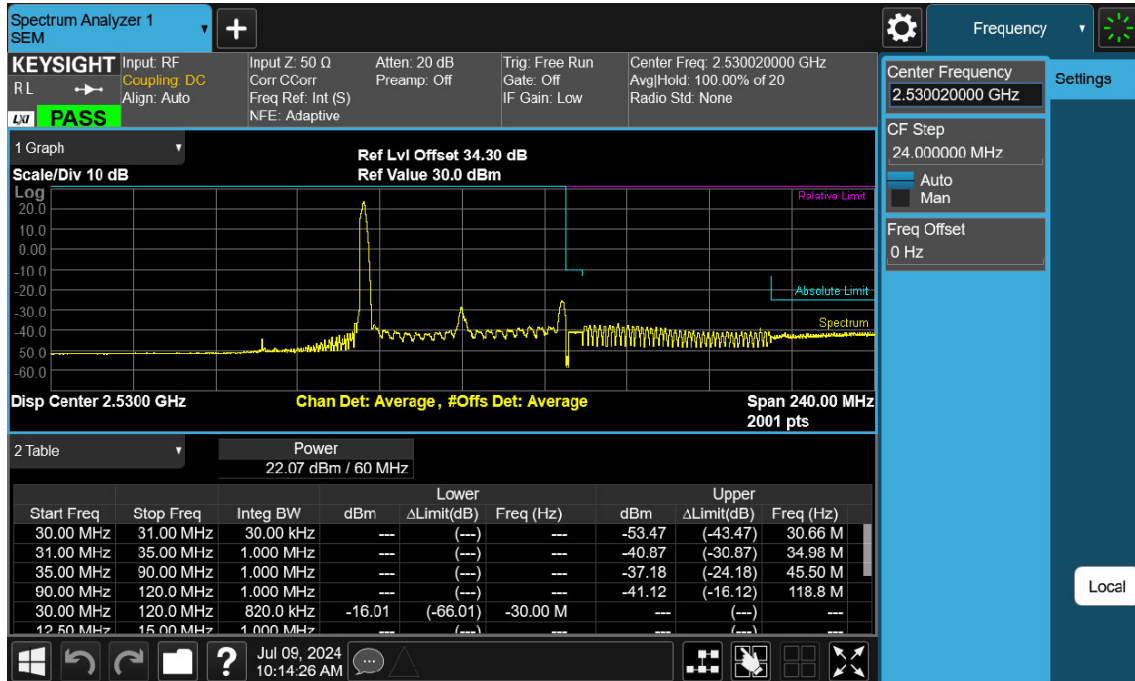 Spectrum Analyzer 1
SEM
Frequency
KEYSIGHT
R L
LXI
PASS
Input: RF
Coupling: DC
Align: Auto
Input Z: 50 Ω
Corr CCorr
Freq Ref: Int (S)
NFE: Adaptive
Atten: 20 dB
Preamp: Off
Trig: Free Run
Gate: Off
IF Gain: Low
Center Freq: 2.530020000 GHz
Avg|Hold: 100.00% of 20
Radio Std: None
Center Frequency
2.530020000 GHz
Settings
CF Step
24.000000 MHz
Auto
Man
Freq Offset
0 Hz
Local
1 Graph
Scale/Div 10 dB
Ref Lvl Offset 34.30 dB
Ref Value 30.0 dBm
Log
20.0
10.0
0.00
-10.0
-20.0
-30.0
-40.0
50.0
-60.0
Relative Limit
Absolute Limit
Spectrum
Disp Center 2.5300 GHz
Chan Det: Average , #Offs Det: Average
Span 240.00 MHz
2001 pts
2 Table
Power
22.07 dBm / 60 MHz
Lower Upper
Start Freq Stop Freq Integ BW dBm ΔLimit(dB) Freq (Hz) dBm ΔLimit(dB) Freq (Hz)
30.00 MHz 31.00 MHz 30.00 kHz --- (---) --- -53.47 (-43.47) 30.66 M
31.00 MHz 35.00 MHz 1.000 MHz --- (---) --- -40.87 (-30.87) 34.98 M
35.00 MHz 90.00 MHz 1.000 MHz --- (---) --- -37.18 (-24.18) 45.50 M
90.00 MHz 120.0 MHz 1.000 MHz --- (---) --- -41.12 (-16.12) 118.8 M
30.00 MHz 120.0 MHz 820.0 kHz -16.01 (-66.01) -30.00 M --- (---) ---
12.50 MHz 15.00 MHz 1.000 MHz --- (---) --- --- (---) ---
?
Jul 09, 2024
10:14:26 AM